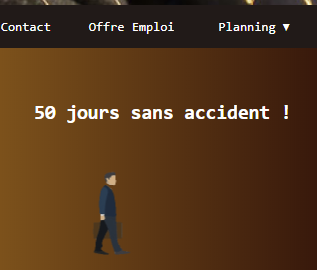 Contact Offre Emploi Planning ▼
50 jours sans accident !